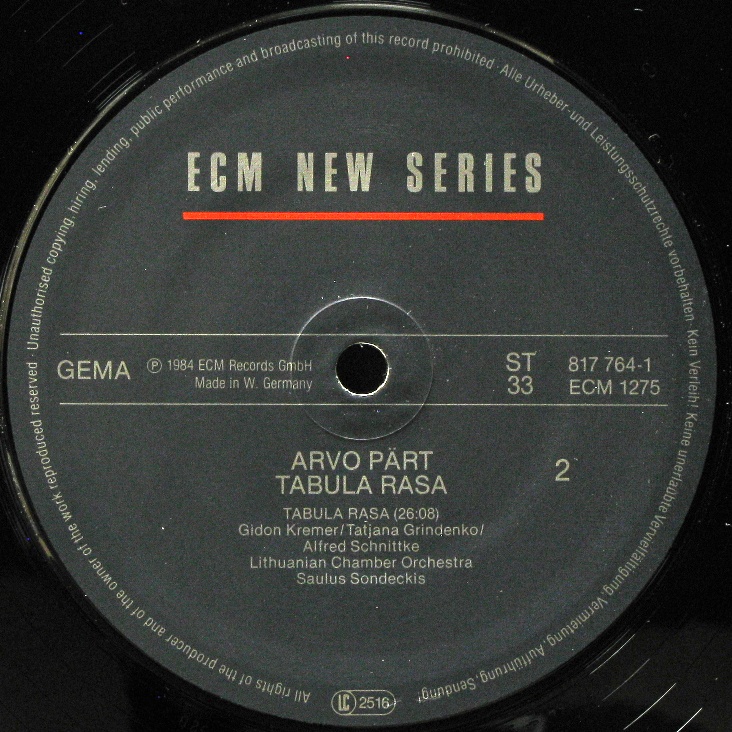 All rights of the producer and of the owner of the work reproduced reserved · Unauthorised copying, hiring, lending, public performance and broadcasting of this record prohibited · Alle Urheber-und Leistungsschutzrechte vorbehalten · Kein Verleih! Keine unerlaubte Vervielfältigung, Vermietung, Aufführung, Sendung!
ECM NEW SERIES
GEMA
℗ 1984 ECM Records GmbH
Made in W. Germany
ST
33
817 764-1
ECM 1275
ARVO PÄRT
TABULA RASA
2
TABULA RASA (26:08)
Gidon Kremer/Tatjana Grindenko/
Alfred Schnittke
Lithuanian Chamber Orchestra
Saulus Sondeckis
LC 2516